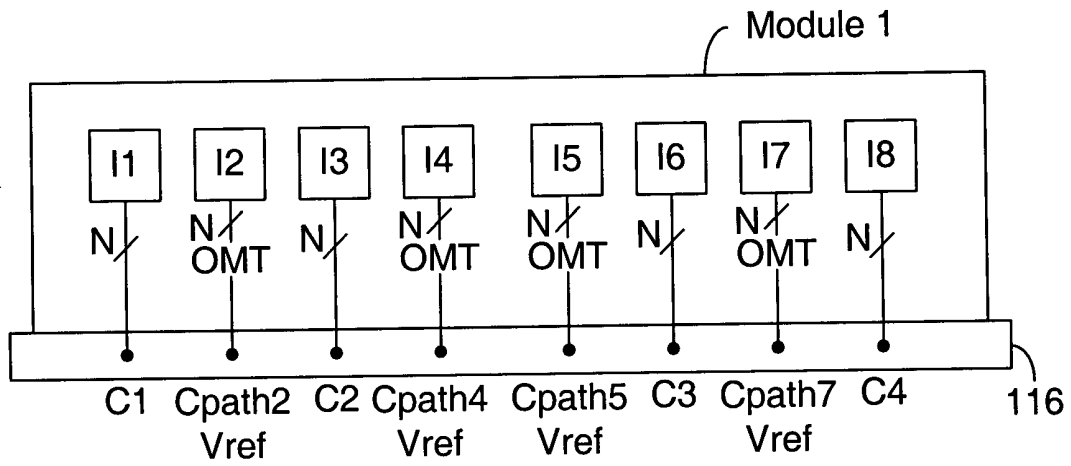 Module 1
I1 I2 I3 I4 I5 I6 I7 I8
N N N N N N N N
OMT OMT OMT OMT
C1 Cpath2 C2 Cpath4 Cpath5 C3 Cpath7 C4 116
Vref Vref Vref Vref